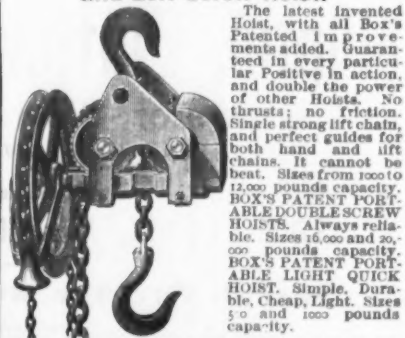 The latest invented
Hoist, with all Box's
Patented improve-
ments added. Guaran-
teed in every particu-
lar Positive in action,
and double the power
of other Hoists. No
thrusts; no friction.
Single strong lift chain,
and perfect guides for
both hand and lift
chains. It cannot be
beat. Sizes from 1000 to
12,000 pounds capacity.
BOX'S PATENT PORT-
ABLE DOUBLE SCREW
HOISTS. Always relia-
ble. Sizes 16,000 and 20,-
000 pounds capacity.
BOX'S PATENT PORT-
ABLE LIGHT QUICK
HOIST. Simple, Dura-
ble, Cheap, Light. Sizes
5 0 and 1000 pounds
capacity.